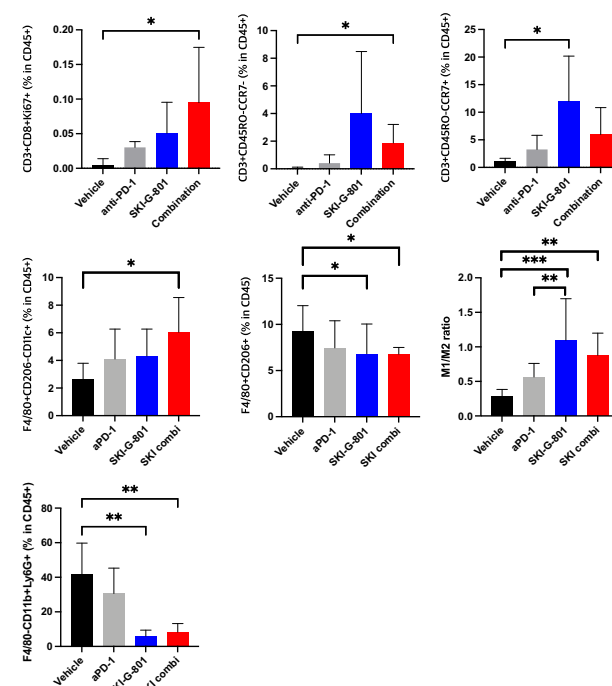 *
CD3+CD8+Ki67+ (% in CD45+)
0.20
0.15
0.10
0.05
0.00
Vehicle
anti-PD-1
SKI-G-801
Combination
*
CD3+CD45RO-CCR7- (% in CD45+)
10
8
6
4
2
0
Vehicle
anti-PD-1
SKI-G-801
Combination
*
CD3+CD45RO-CCR7+ (% in CD45+)
25
20
15
10
5
0
Vehicle
anti-PD-1
SKI-G-801
Combination
*
F4/80+CD206-CD11c+ (% in CD45+)
10
8
6
4
2
0
Vehicle
aPD-1
SKI-G-801
SKI combi
*
*
F4/80+CD206+ (% in CD45)
15
10
5
0
Vehicle
aPD-1
SKI-G-801
SKI combi
**
***
**
M1/M2 ratio
2.0
1.5
1.0
0.5
0.0
Vehicle
aPD-1
SKI-G-801
SKI combi
**
**
F4/80-CD11b+Ly6G+ (% in CD45+)
80
60
40
20
0
Vehicle
aPD-1
SKI-G-801
SKI combi